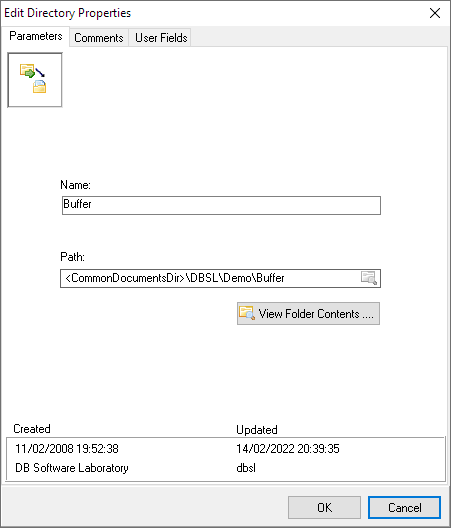 Edit Directory Properties
Parameters Comments User Fields
Name:
Buffer
Path:
<CommonDocumentsDir>\DBSL\Demo\Buffer
View Folder Contents ....
Created Updated
11/02/2008 19:52:38 14/02/2022 20:39:35
DB Software Laboratory dbsl
OK Cancel